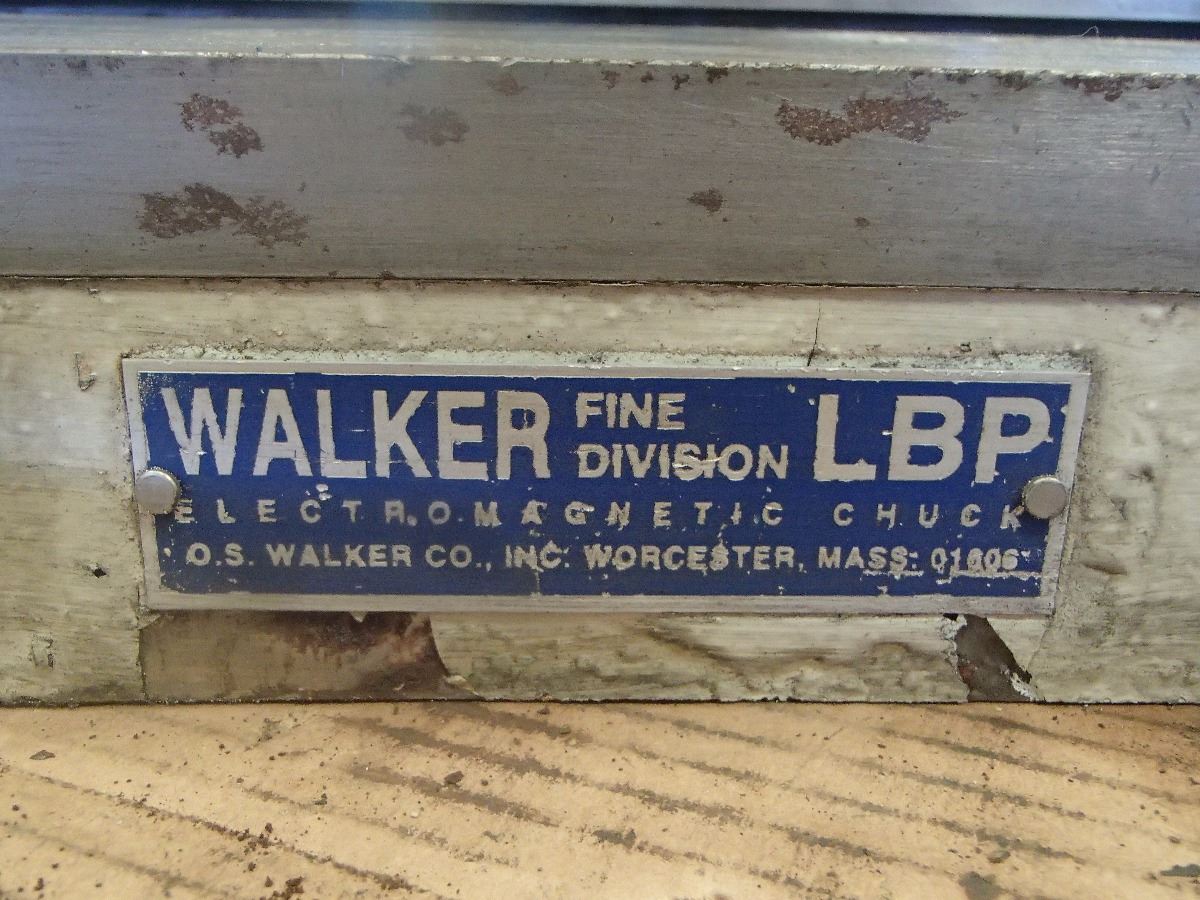 WALKER FINE DIVISION LBP
ELECTROMAGNETIC CHUCK
O.S. WALKER CO., INC. WORCESTER, MASS. 01606